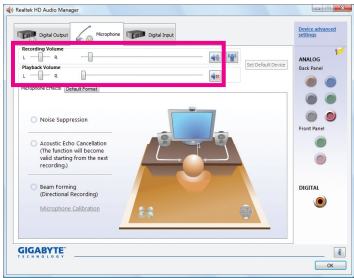 Realtek HD Audio Manager
Digital Output
Microphone
Digital Input
Device advanced
settings
Recording Volume
L
R
Set Default Device
Playback Volume
L
R
Microphone Effects
Default Format
ANALOG
Back Panel
Noise Suppression
Acoustic Echo Cancellation
(The function will become
valid starting from the next
recording.)
Front Panel
Beam Forming
(Directional Recording)
Microphone Calibration
DIGITAL
GIGABYTE
TECHNOLOGY
i
OK